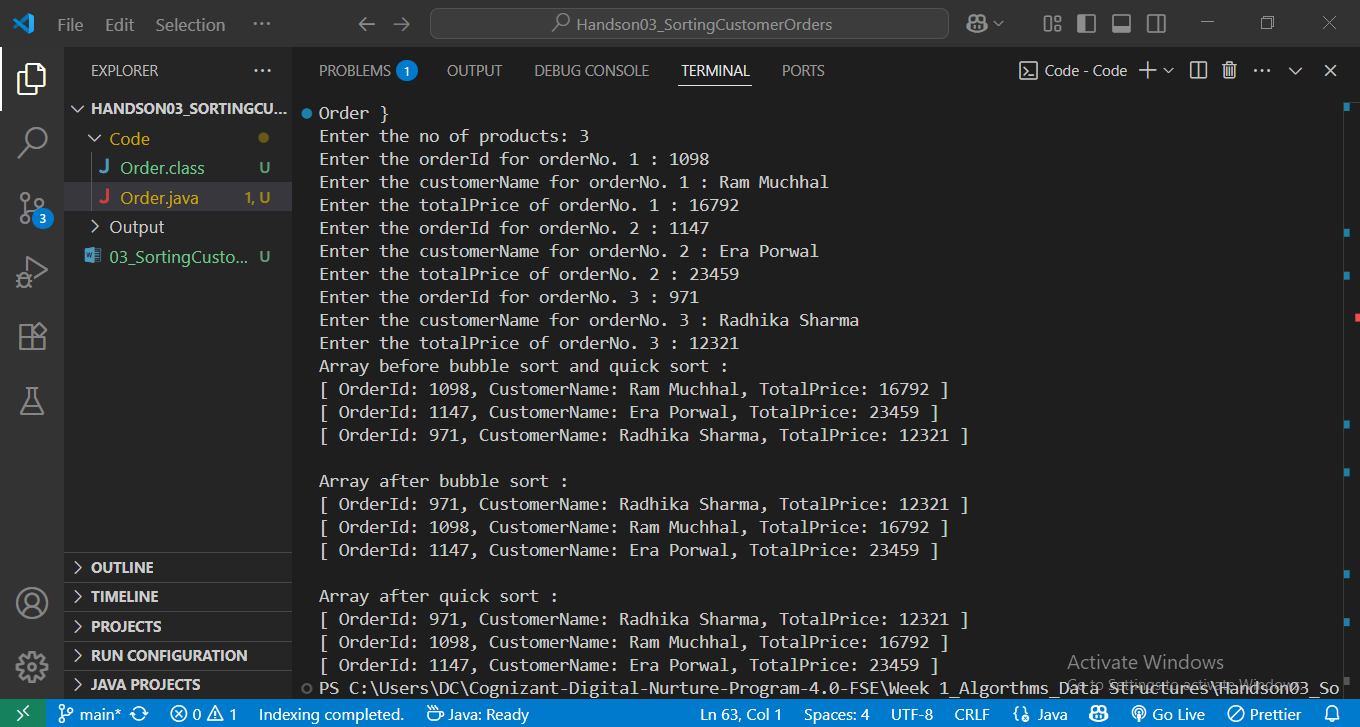 File Edit Selection ... Handson03_SortingCustomerOrders
EXPLORER ...
HANDSON03_SORTINGCU...
Code
Order.class U
Order.java 1, U
Output
03_SortingCusto... U
OUTLINE
TIMELINE
PROJECTS
RUN CONFIGURATION
JAVA PROJECTS
PROBLEMS 1 OUTPUT DEBUG CONSOLE TERMINAL PORTS Code - Code ...
Order }
Enter the no of products: 3
Enter the orderId for orderNo. 1 : 1098
Enter the customerName for orderNo. 1 : Ram Muchhal
Enter the totalPrice of orderNo. 1 : 16792
Enter the orderId for orderNo. 2 : 1147
Enter the customerName for orderNo. 2 : Era Porwal
Enter the totalPrice of orderNo. 2 : 23459
Enter the orderId for orderNo. 3 : 971
Enter the customerName for orderNo. 3 : Radhika Sharma
Enter the totalPrice of orderNo. 3 : 12321
Array before bubble sort and quick sort :
[ OrderId: 1098, CustomerName: Ram Muchhal, TotalPrice: 16792 ]
[ OrderId: 1147, CustomerName: Era Porwal, TotalPrice: 23459 ]
[ OrderId: 971, CustomerName: Radhika Sharma, TotalPrice: 12321 ]
Array after bubble sort :
[ OrderId: 971, CustomerName: Radhika Sharma, TotalPrice: 12321 ]
[ OrderId: 1098, CustomerName: Ram Muchhal, TotalPrice: 16792 ]
[ OrderId: 1147, CustomerName: Era Porwal, TotalPrice: 23459 ]
Array after quick sort :
[ OrderId: 971, CustomerName: Radhika Sharma, TotalPrice: 12321 ]
[ OrderId: 1098, CustomerName: Ram Muchhal, TotalPrice: 16792 ]
[ OrderId: 1147, CustomerName: Era Porwal, TotalPrice: 23459 ]
PS C:\Users\DC\Cognizant-Digital-Nurture-Program-4.0-FSE\Week 1_Algorthms_Data Structures\Handson03_So
Activate Windows
Go to Settings to activate Windows.
3
main* 0 1 Indexing completed. Java: Ready Ln 63, Col 1 Spaces: 4 UTF-8 CRLF Java Go Live Prettier